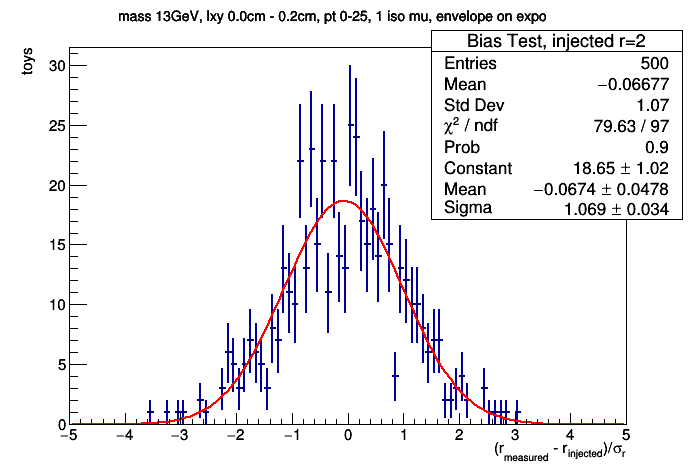 mass 13GeV, lxy 0.0cm - 0.2cm, pt 0-25, 1 iso mu, envelope on expo
Bias Test, injected r=2
Entries 500
Mean −0.06677
Std Dev 1.07
χ² / ndf 79.63 / 97
Prob 0.9
Constant 18.65 ± 1.02
Mean −0.0674 ± 0.0478
Sigma 1.069 ± 0.034
toys
30
25
20
15
10
5
0
−5 −4 −3 −2 −1 0 1 2 3 4 5
(r_measured - r_injected)/σ_r